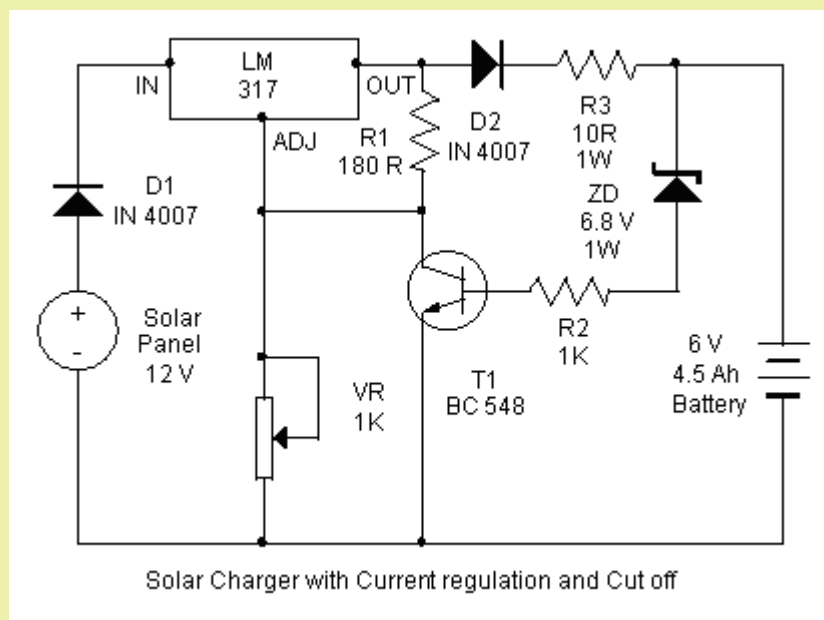 LM
317
IN
OUT
ADJ
R1
180 R
D2
IN 4007
R3
10R
1W
D1
IN 4007
ZD
6.8 V
1W
+
-
Solar
Panel
12 V
R2
1K
VR
1K
T1
BC 548
6 V
4.5 Ah
Battery
Solar Charger with Current regulation and Cut off